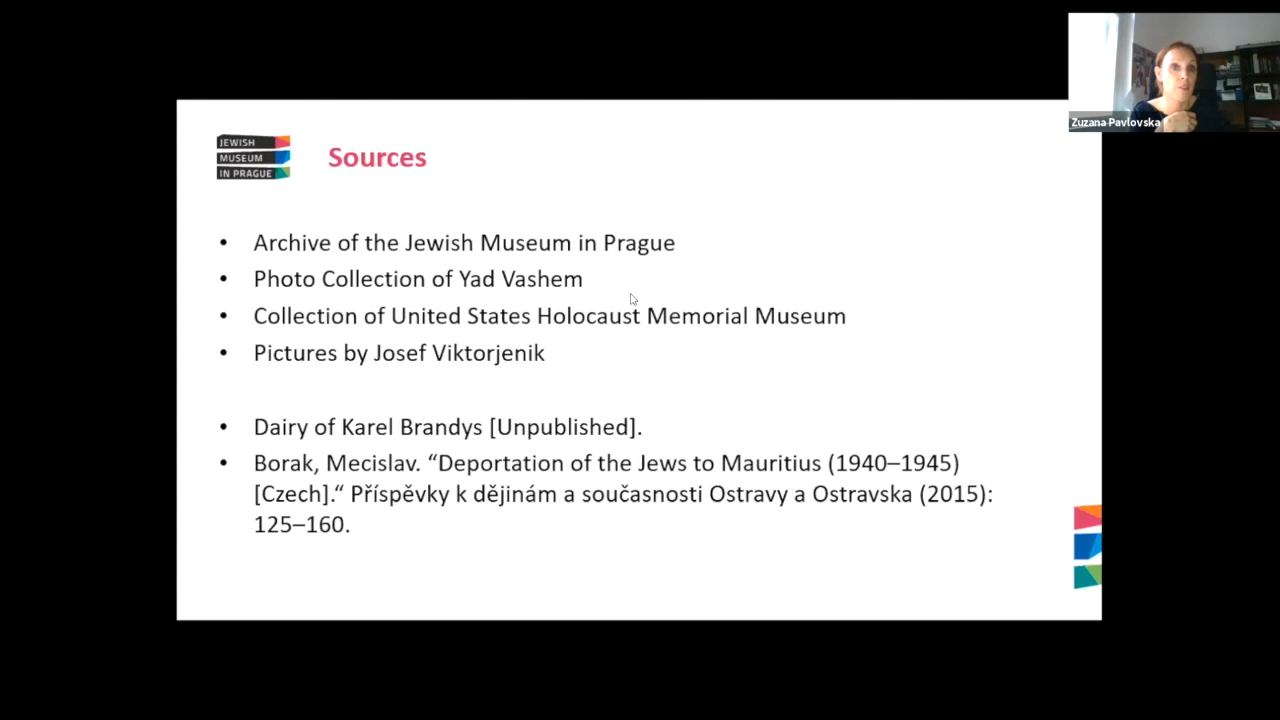 JEWISH
MUSEUM
IN PRAGUE
Sources
• Archive of the Jewish Museum in Prague
• Photo Collection of Yad Vashem
• Collection of United States Holocaust Memorial Museum
• Pictures by Josef Viktorjenik
• Dairy of Karel Brandys [Unpublished].
• Borak, Mecislav. “Deportation of the Jews to Mauritius (1940–1945)
[Czech].“ Příspěvky k dějinám a současnosti Ostravy a Ostravska (2015):
125–160.
Zuzana Pavlovska